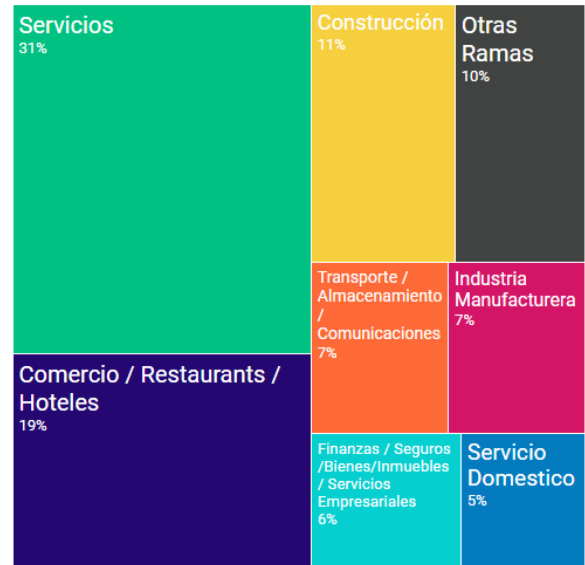 Servicios
31%
Comercio / Restaurants /
Hoteles
19%
Construcción
11%
Otras
Ramas
10%
Transporte /
Almacenamiento
/
Comunicaciones
7%
Industria
Manufacturera
7%
Finanzas / Seguros
/Bienes/Inmuebles
/ Servicios
Empresariales
6%
Servicio
Domestico
5%